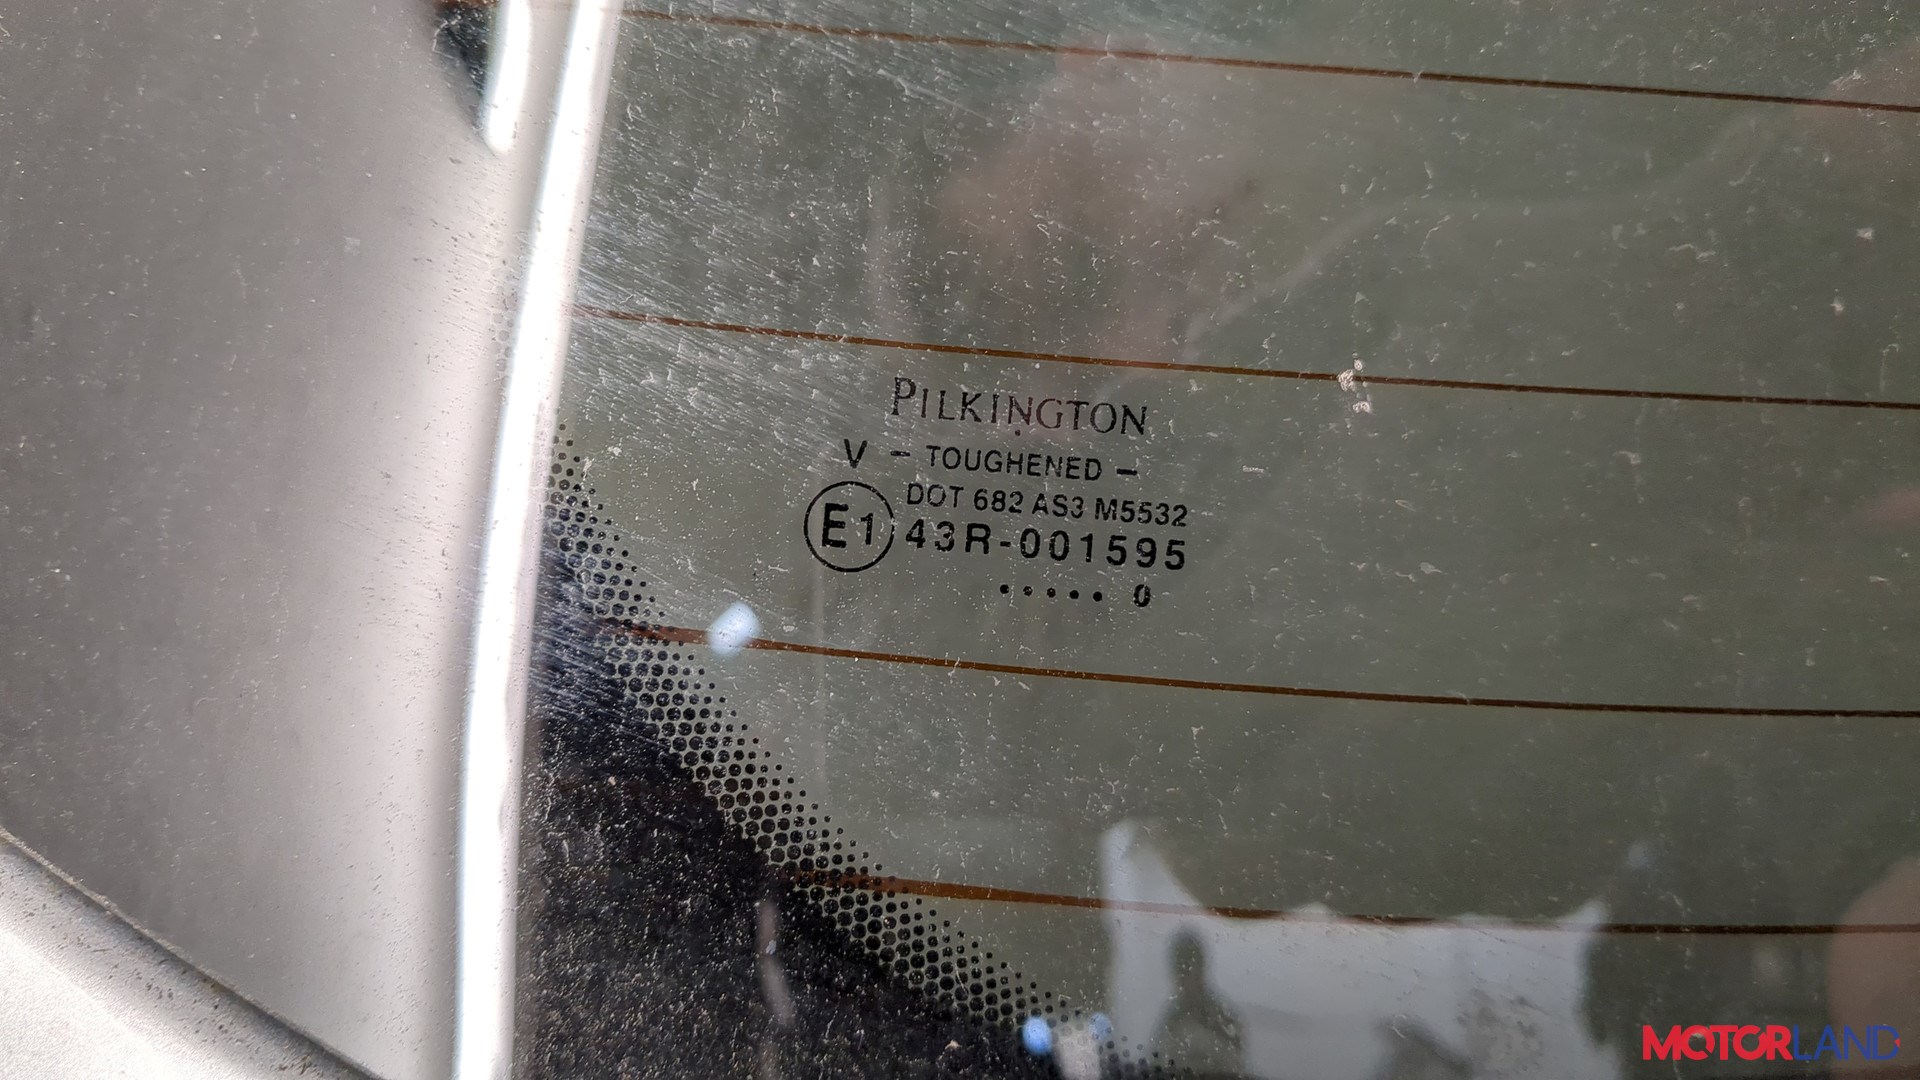 PILKINGTON
V - TOUGHENED -
DOT 682 AS3 M5532
E1 43R-001595
..... 0
MOTORLAND